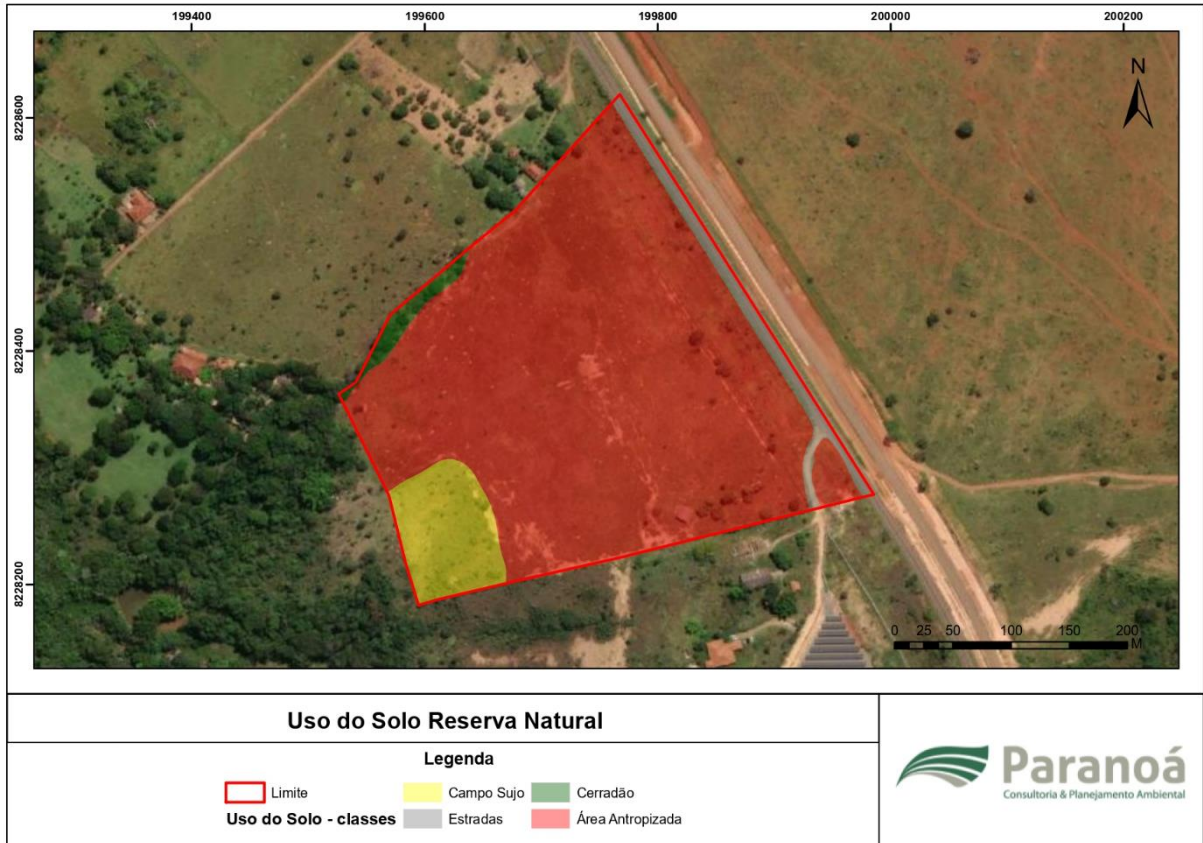 199400 199600 199800 200000 200200
8228600
8228400
8228200
N
0 25 50 100 150 200
M
Uso do Solo Reserva Natural
Legenda
Limite Campo Sujo Cerradão
Uso do Solo - classes Estradas Área Antropizada
Paranoá
Consultoria & Planejamento Ambiental